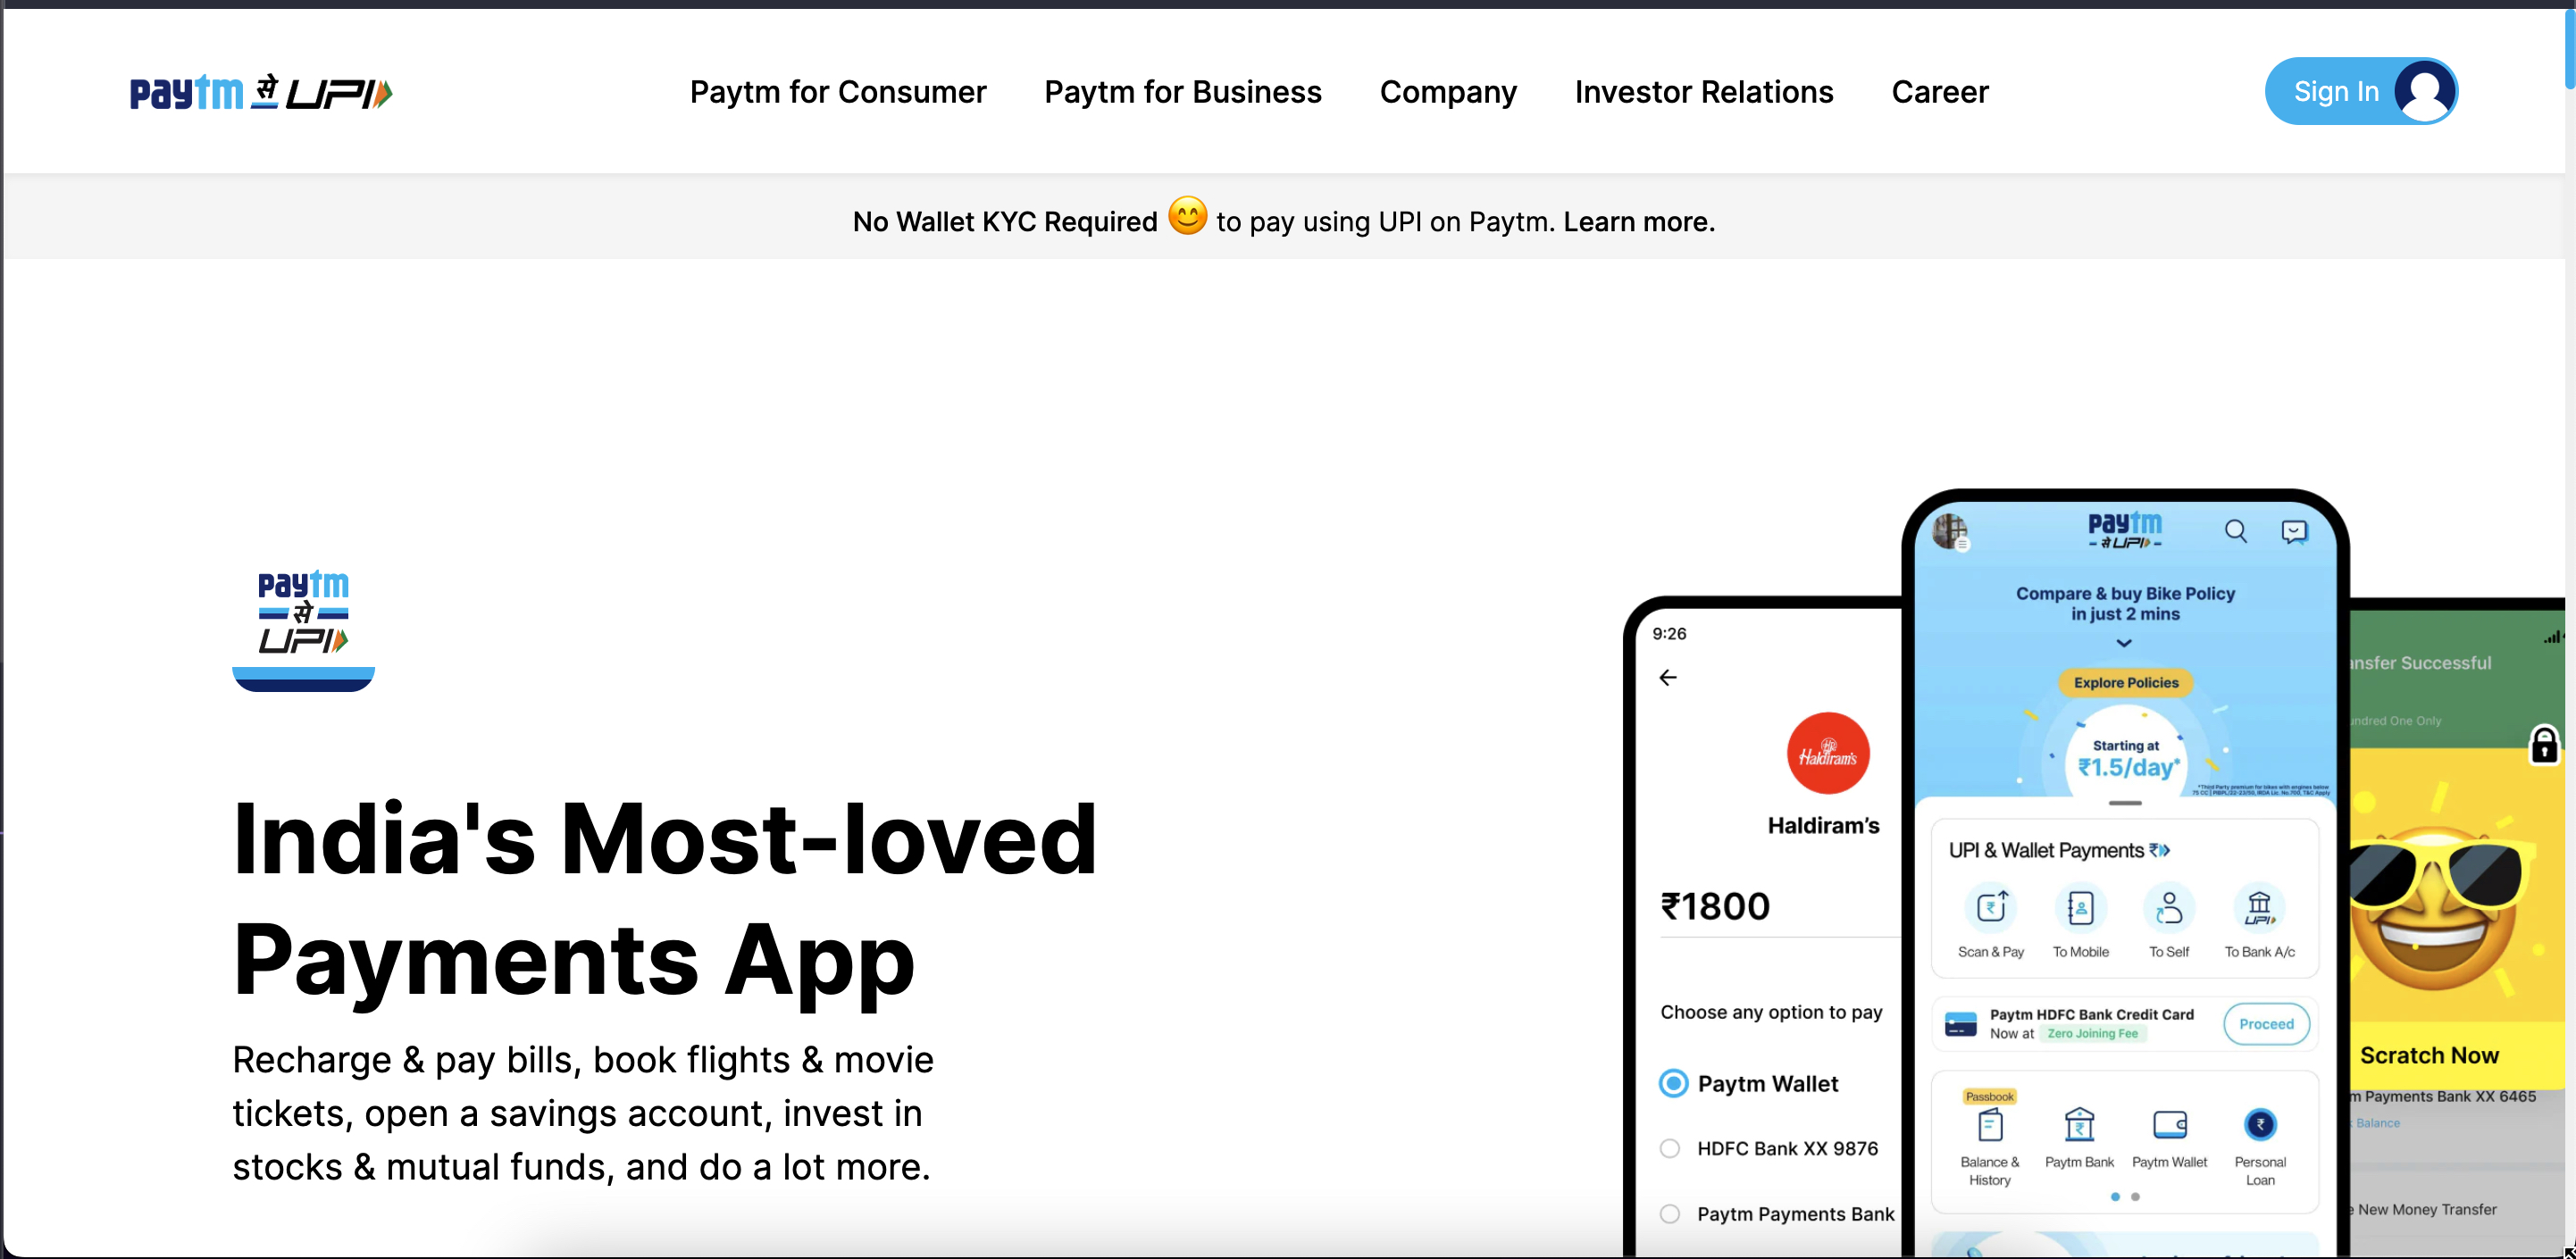 paytm से UPI
Paytm for Consumer
Paytm for Business
Company
Investor Relations
Career
Sign In
No Wallet KYC Required 😊 to pay using UPI on Paytm. Learn more.
paytm
से
UPI
India's Most-loved
Payments App
Recharge & pay bills, book flights & movie
tickets, open a savings account, invest in
stocks & mutual funds, and do a lot more.
9:26
Haldiram's
Haldiram’s
₹1800
Choose any option to pay
Paytm Wallet
HDFC Bank XX 9876
Paytm Payments Bank
paytm
से UPI
Compare & buy Bike Policy
in just 2 mins
Explore Policies
Starting at
₹1.5/day*
UPI & Wallet Payments
Scan & Pay
To Mobile
To Self
UPI
To Bank A/c
Paytm HDFC Bank Credit Card
Now at Zero Joining Fee
Proceed
Passbook
Balance &
History
Paytm Bank
Paytm Wallet
Personal
Loan
ansfer Successful
undred One Only
Scratch Now
m Payments Bank XX 6465
Balance
New Money Transfer